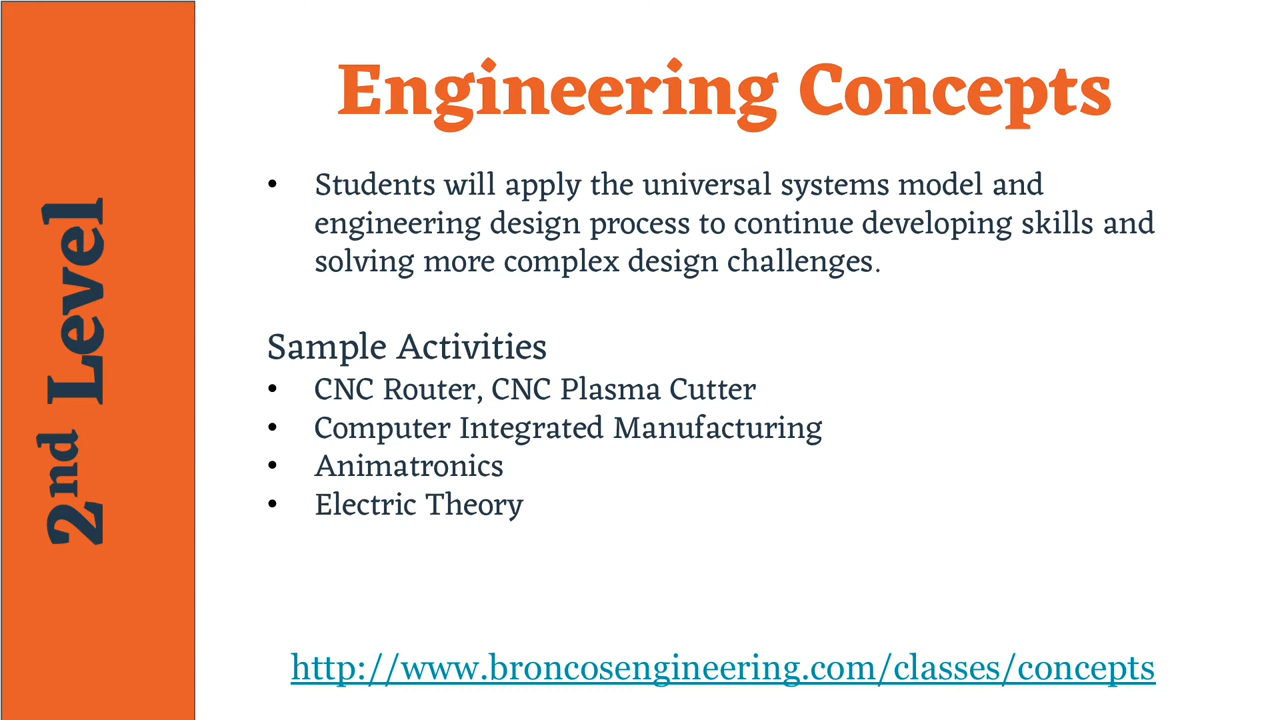 2nd Level
Engineering Concepts
• Students will apply the universal systems model and
engineering design process to continue developing skills and
solving more complex design challenges.
Sample Activities
• CNC Router, CNC Plasma Cutter
• Computer Integrated Manufacturing
• Animatronics
• Electric Theory
http://www.broncosengineering.com/classes/concepts